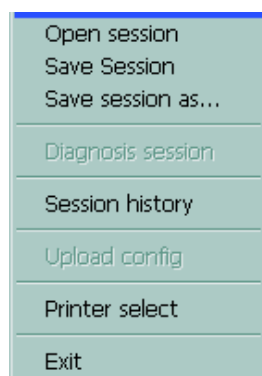 Open session
Save Session
Save session as...
Diagnosis session
Session history
Upload config
Printer select
Exit